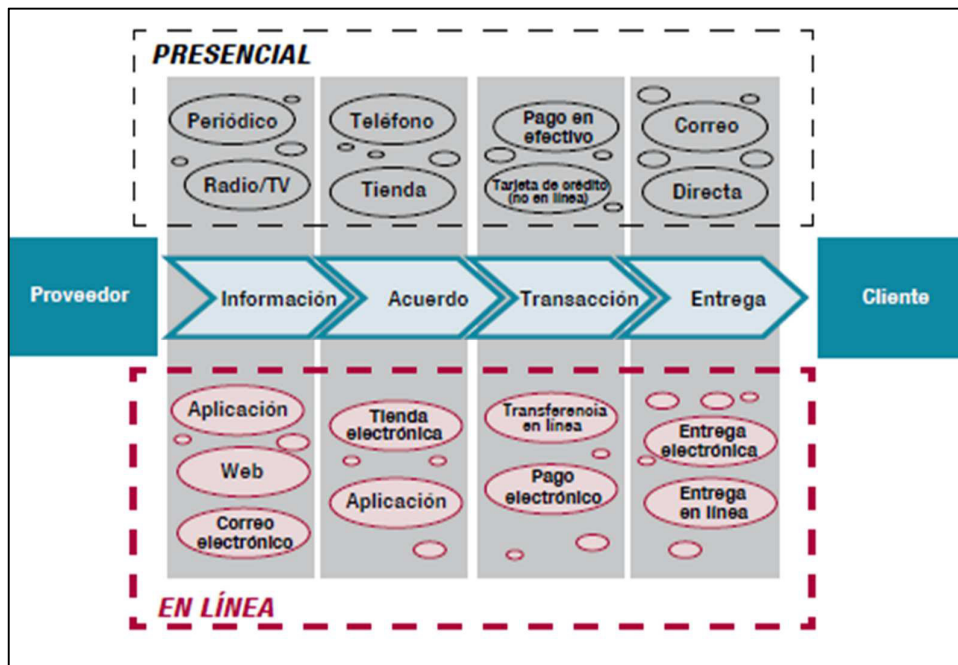 PRESENCIAL
Periódico
Radio/TV
Teléfono
Tienda
Pago en
efectivo
Tarjeta de crédito
(no en línea)
Correo
Directa
Proveedor
Información
Acuerdo
Transacción
Entrega
Cliente
Aplicación
Web
Correo
electrónico
Tienda
electrónica
Aplicación
Transferencia
en línea
Pago
electrónico
Entrega
electrónica
Entrega
en línea
EN LÍNEA